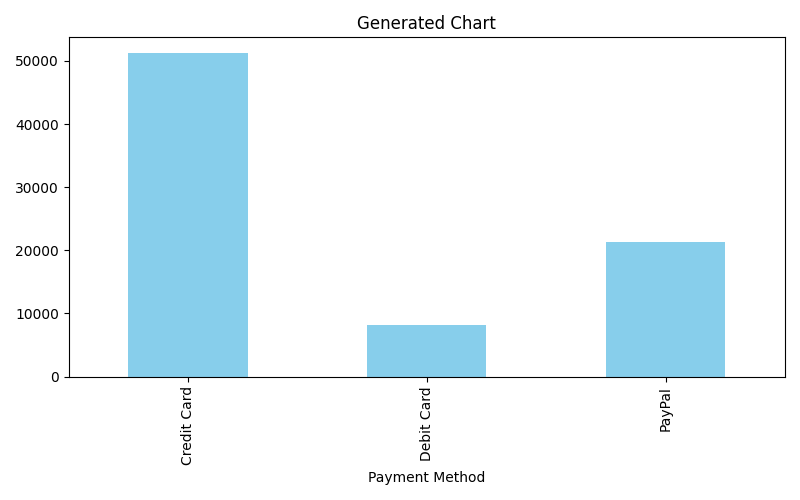 Generated Chart
50000
40000
30000
20000
10000
0
Credit Card
Debit Card
PayPal
Payment Method